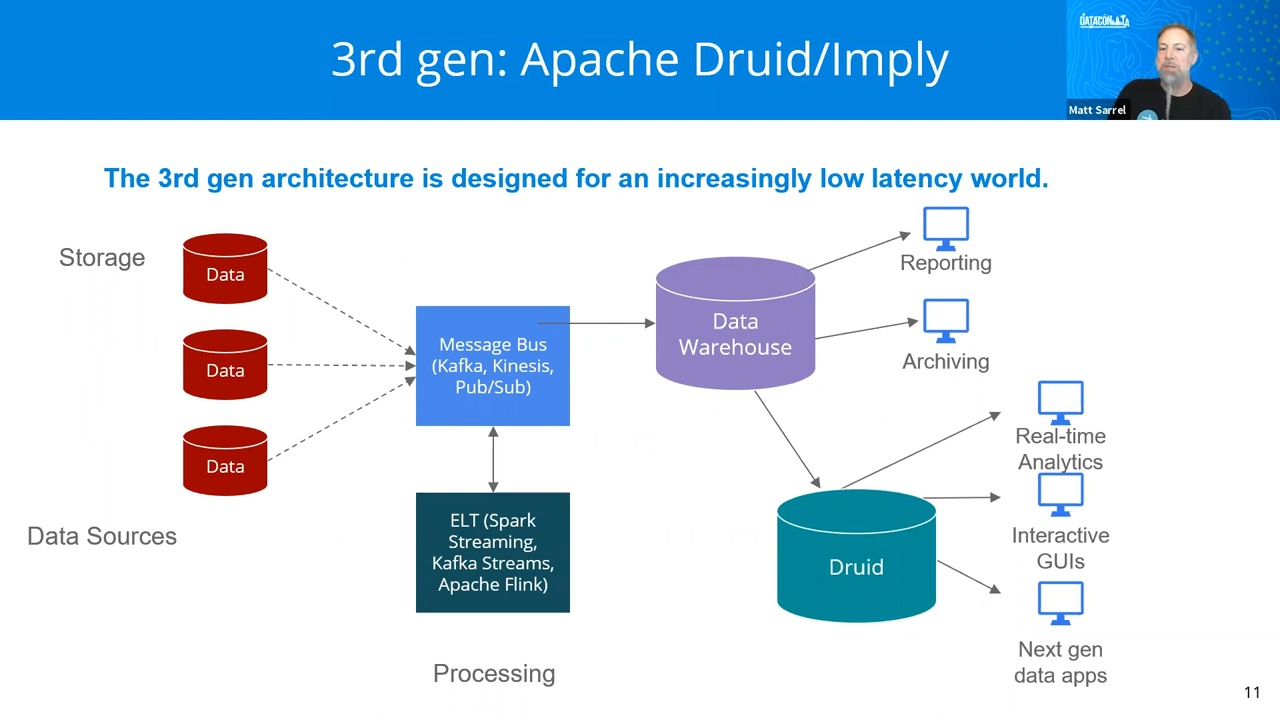 3rd gen: Apache Druid/Imply
DATACON.LA
Matt Sarrel
The 3rd gen architecture is designed for an increasingly low latency world.
Storage
Data
Data
Data
Data Sources
Message Bus
(Kafka, Kinesis,
Pub/Sub)
ELT (Spark
Streaming,
Kafka Streams,
Apache Flink)
Processing
Data
Warehouse
Reporting
Archiving
Druid
Real-time
Analytics
Interactive
GUIs
Next gen
data apps
11